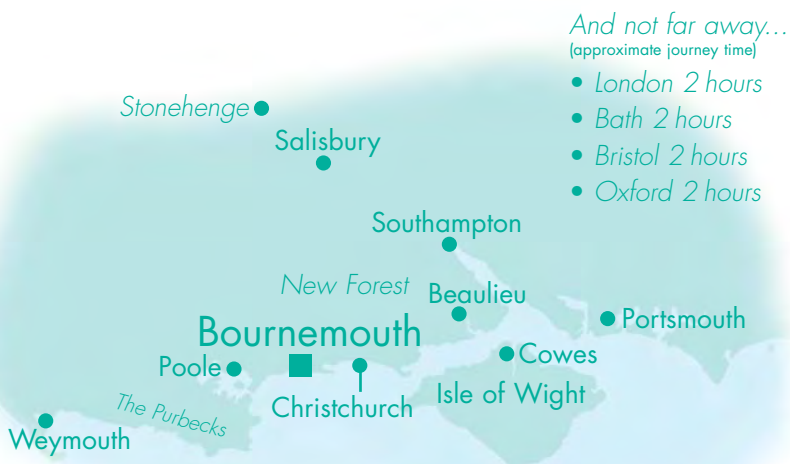 And not far away...
(approximate journey time)
• London 2 hours
• Bath 2 hours
• Bristol 2 hours
• Oxford 2 hours
Stonehenge
Salisbury
Southampton
New Forest
Beaulieu
Portsmouth
Bournemouth
Poole
Cowes
Christchurch
Isle of Wight
The Purbecks
Weymouth